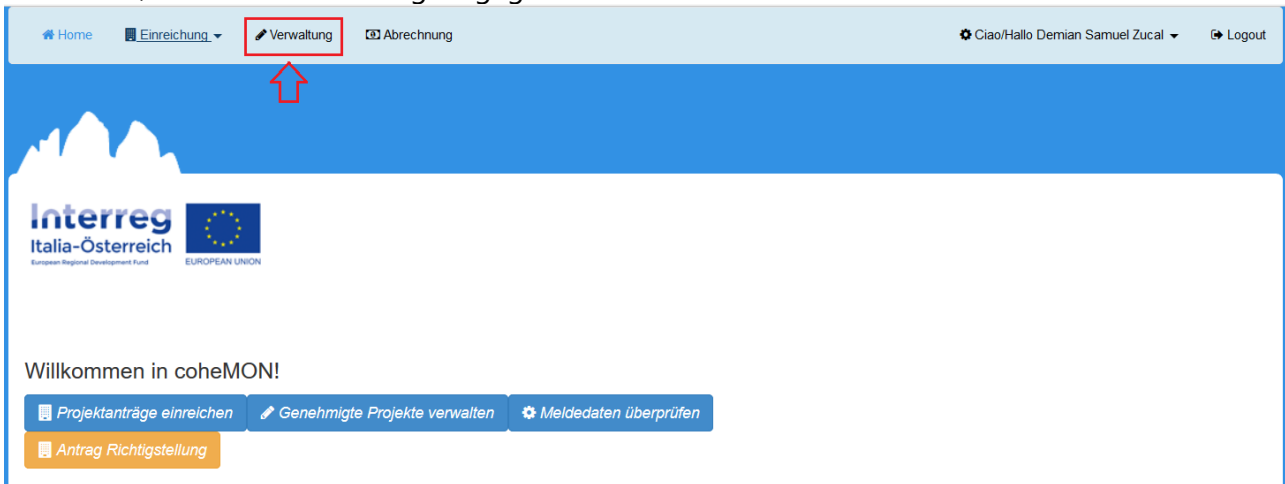 Home Einreichung Verwaltung Abrechnung Ciao/Hallo Demian Samuel Zucal Logout
Interreg
Italia-Österreich
European Regional Development Fund EUROPEAN UNION
Willkommen in coheMON!
Projektanträge einreichen Genehmigte Projekte verwalten Meldedaten überprüfen
Antrag Richtigstellung